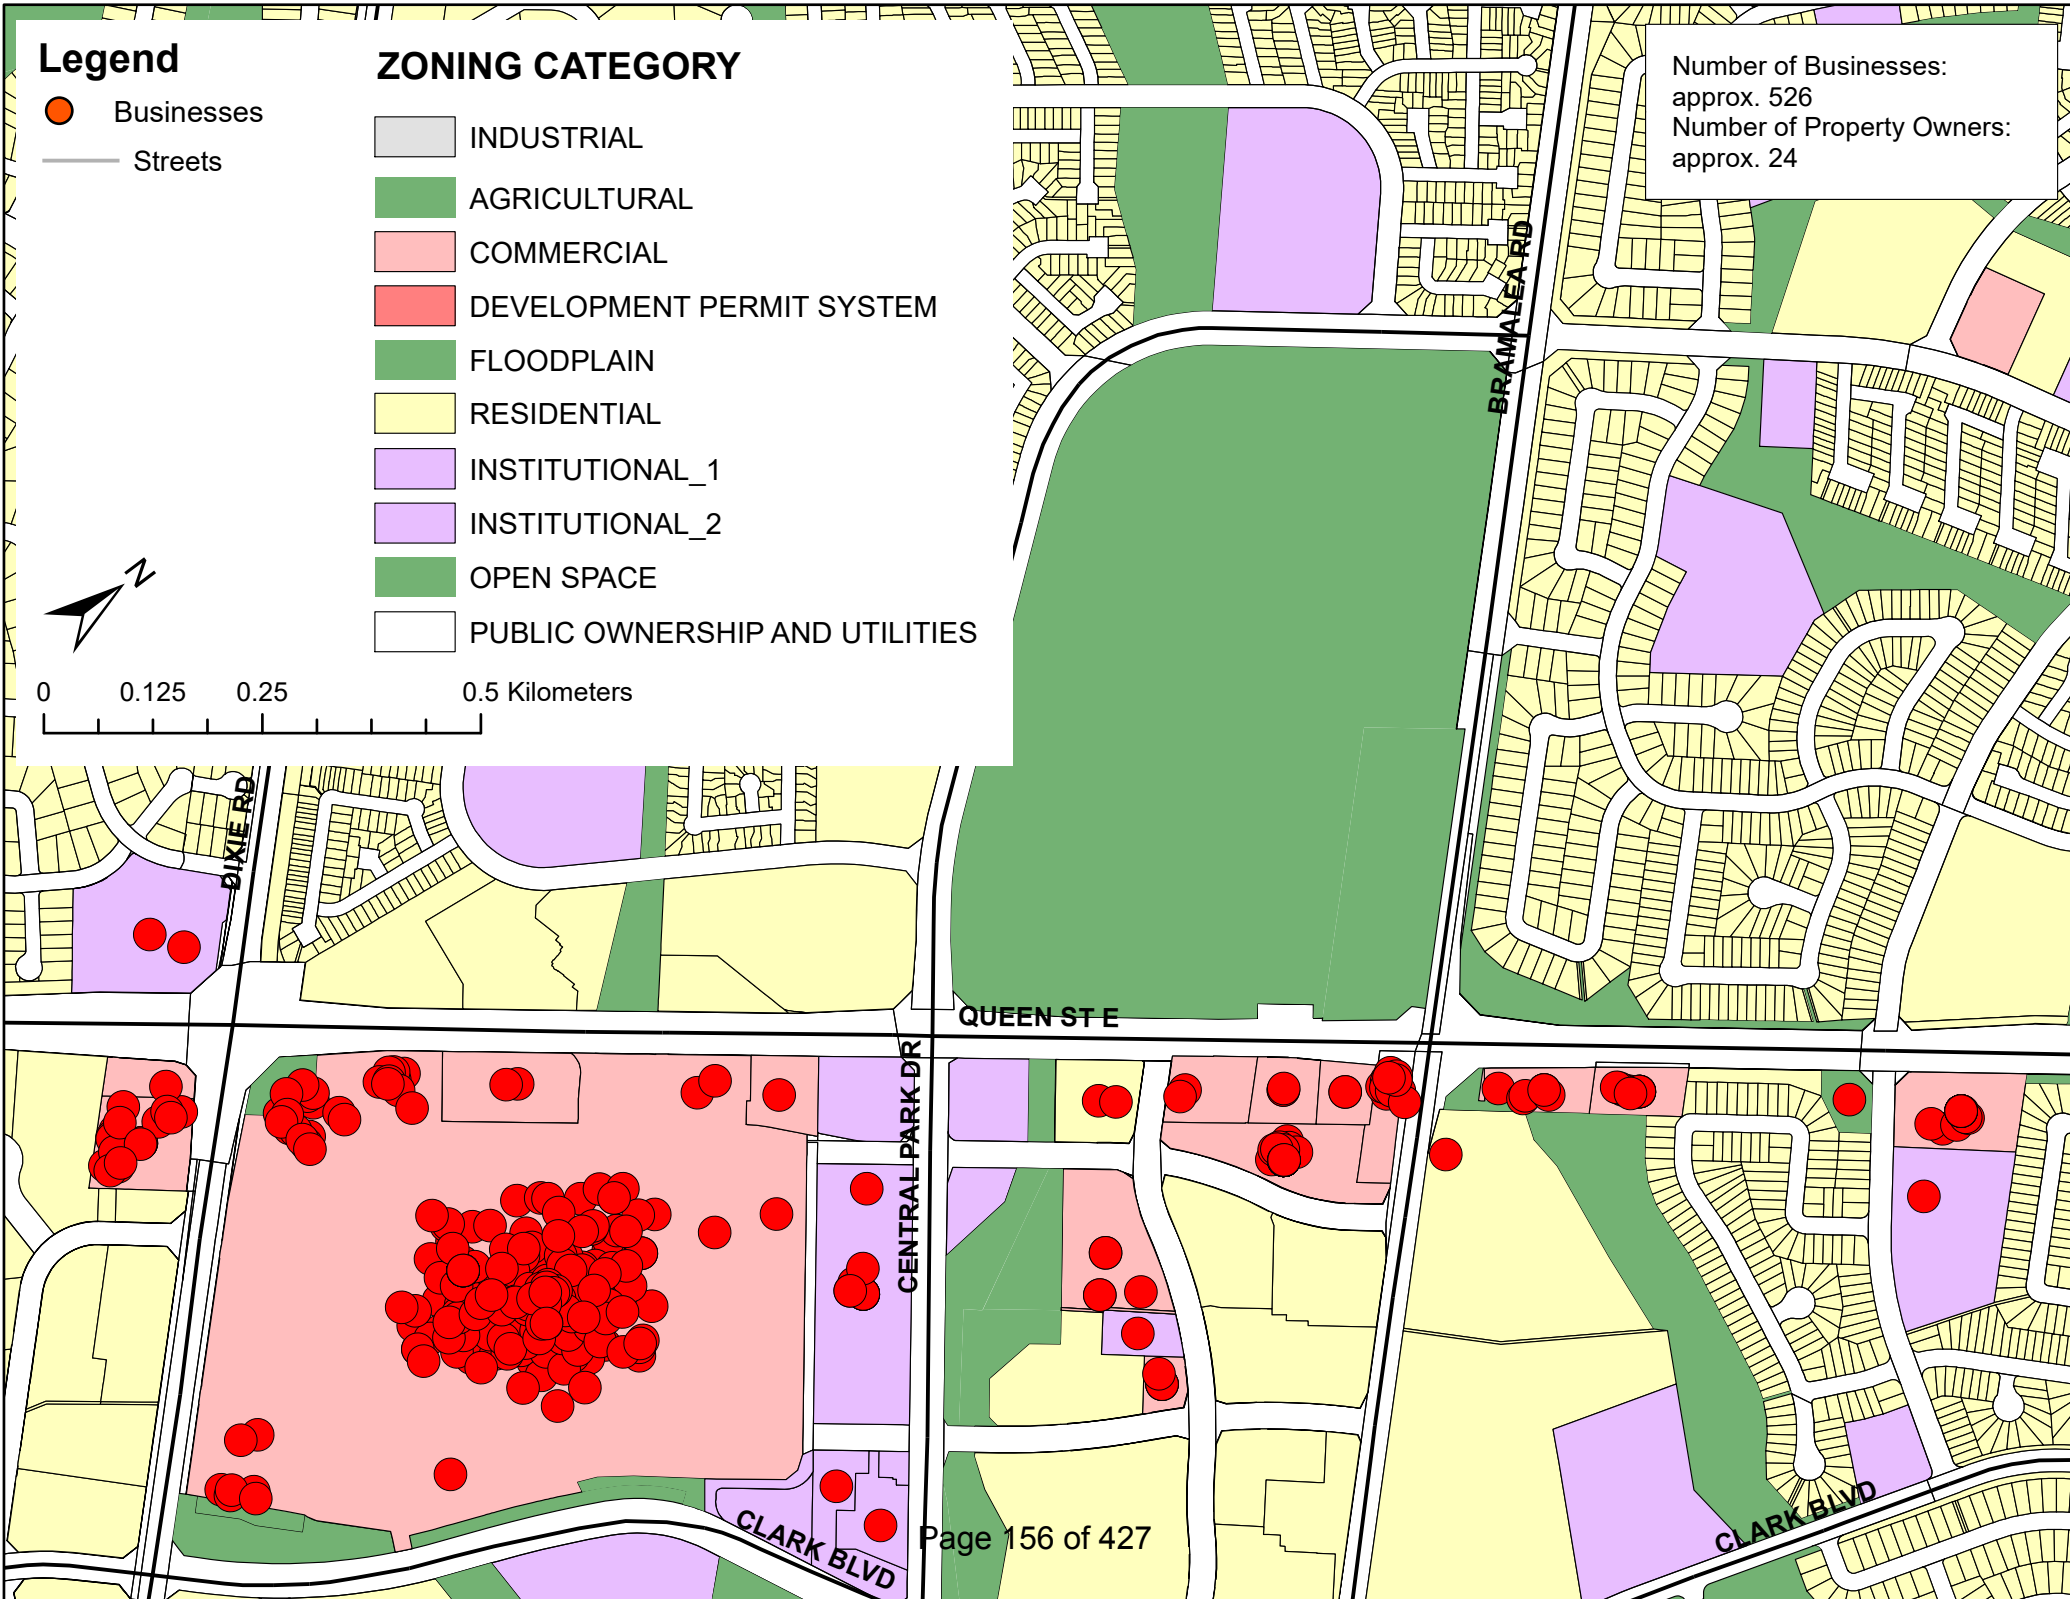 Legend
Businesses
Streets
ZONING CATEGORY
INDUSTRIAL
AGRICULTURAL
COMMERCIAL
DEVELOPMENT PERMIT SYSTEM
FLOODPLAIN
RESIDENTIAL
INSTITUTIONAL_1
INSTITUTIONAL_2
OPEN SPACE
PUBLIC OWNERSHIP AND UTILITIES
N
0 0.125 0.25 0.5 Kilometers
Number of Businesses:
approx. 526
Number of Property Owners:
approx. 24
BRAMALEA RD
DIXIE RD
QUEEN ST E
CENTRAL PARK DR
CLARK BLVD
CLARK BLVD
Page 156 of 427